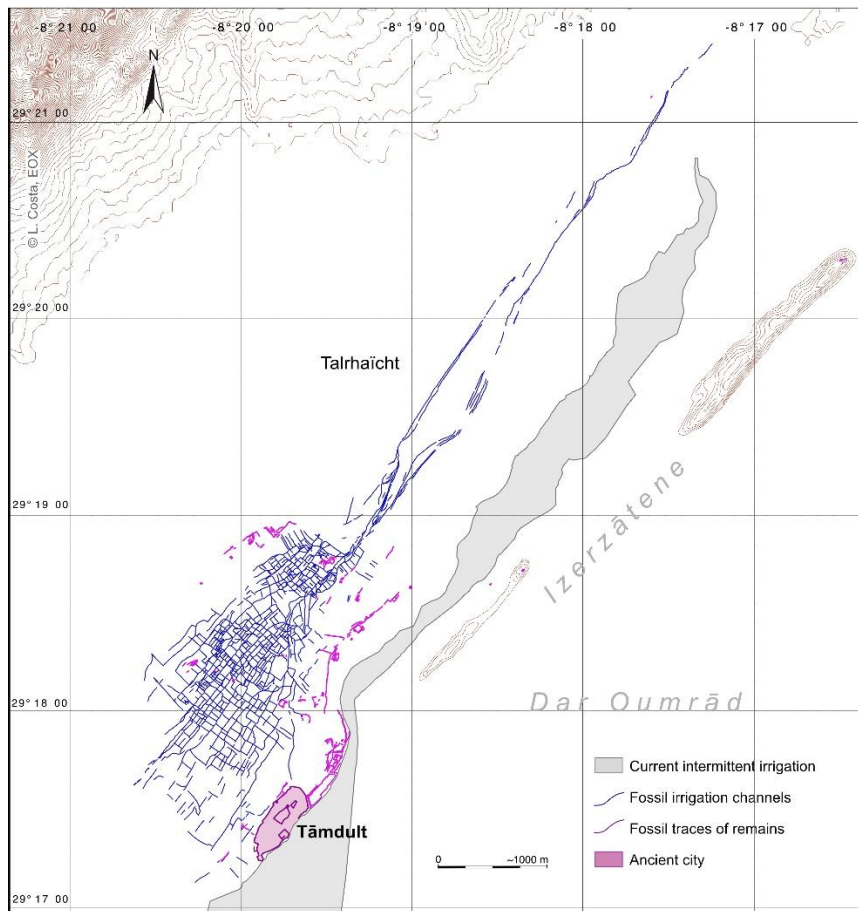 -8° 21 00
-8° 20 00
-8° 19 00
-8° 18 00
-8° 17 00
N
29° 21 00
© L. Costa, EOX
29° 20 00
Talrhaïcht
29° 19 00
Izerzātene
29° 18 00
Dar Oumrād
Current intermittent irrigation
Fossil irrigation channels
Fossil traces of remains
Ancient city
Tāmdult
0 ~1000 m
29° 17 00